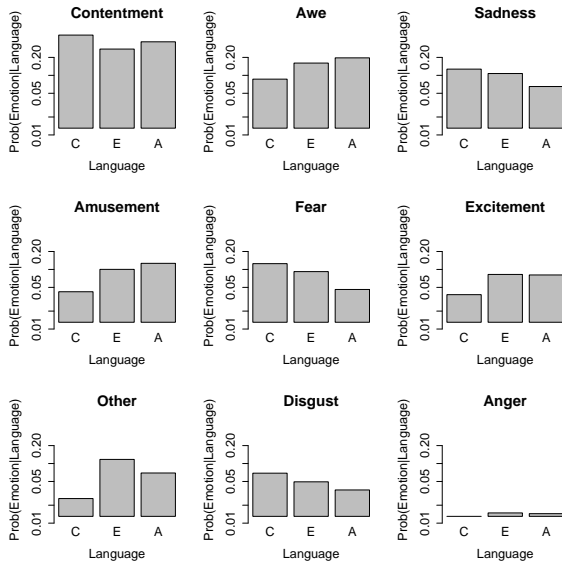 Contentment
Prob(Emotion|Language)
0.01 0.05 0.20
C E A
Language
Awe
Prob(Emotion|Language)
0.01 0.05 0.20
C E A
Language
Sadness
Prob(Emotion|Language)
0.01 0.05 0.20
C E A
Language
Amusement
Prob(Emotion|Language)
0.01 0.05 0.20
C E A
Language
Fear
Prob(Emotion|Language)
0.01 0.05 0.20
C E A
Language
Excitement
Prob(Emotion|Language)
0.01 0.05 0.20
C E A
Language
Other
Prob(Emotion|Language)
0.01 0.05 0.20
C E A
Language
Disgust
Prob(Emotion|Language)
0.01 0.05 0.20
C E A
Language
Anger
Prob(Emotion|Language)
0.01 0.05 0.20
C E A
Language